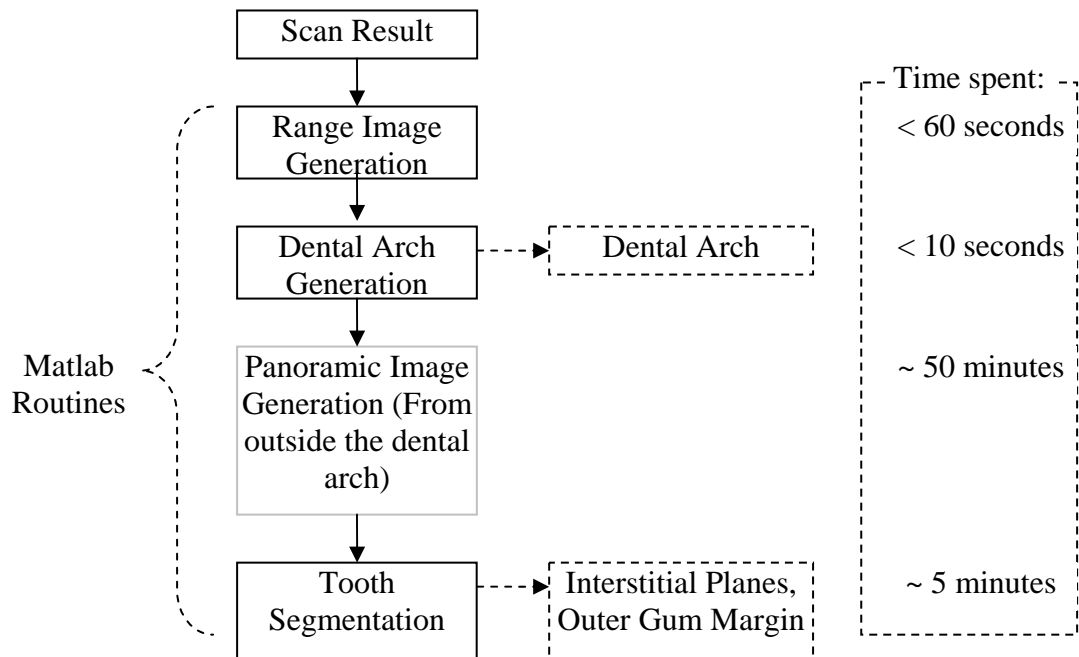 Scan Result
Time spent:
Range Image
Generation
< 60 seconds
Dental Arch
Generation
Dental Arch
< 10 seconds
Matlab
Routines
Panoramic Image
Generation (From
outside the dental
arch)
~ 50 minutes
Tooth
Segmentation
Interstitial Planes,
Outer Gum Margin
~ 5 minutes